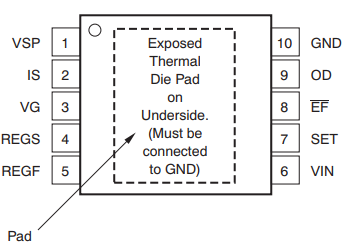 VSP 1 Exposed 10 GND
Thermal
IS 2 Die Pad 9 OD
on
VG 3 Underside. 8 E̅F̅
(Must be
REGS 4 connected 7 SET
to GND)
REGF 5 6 VIN
Pad